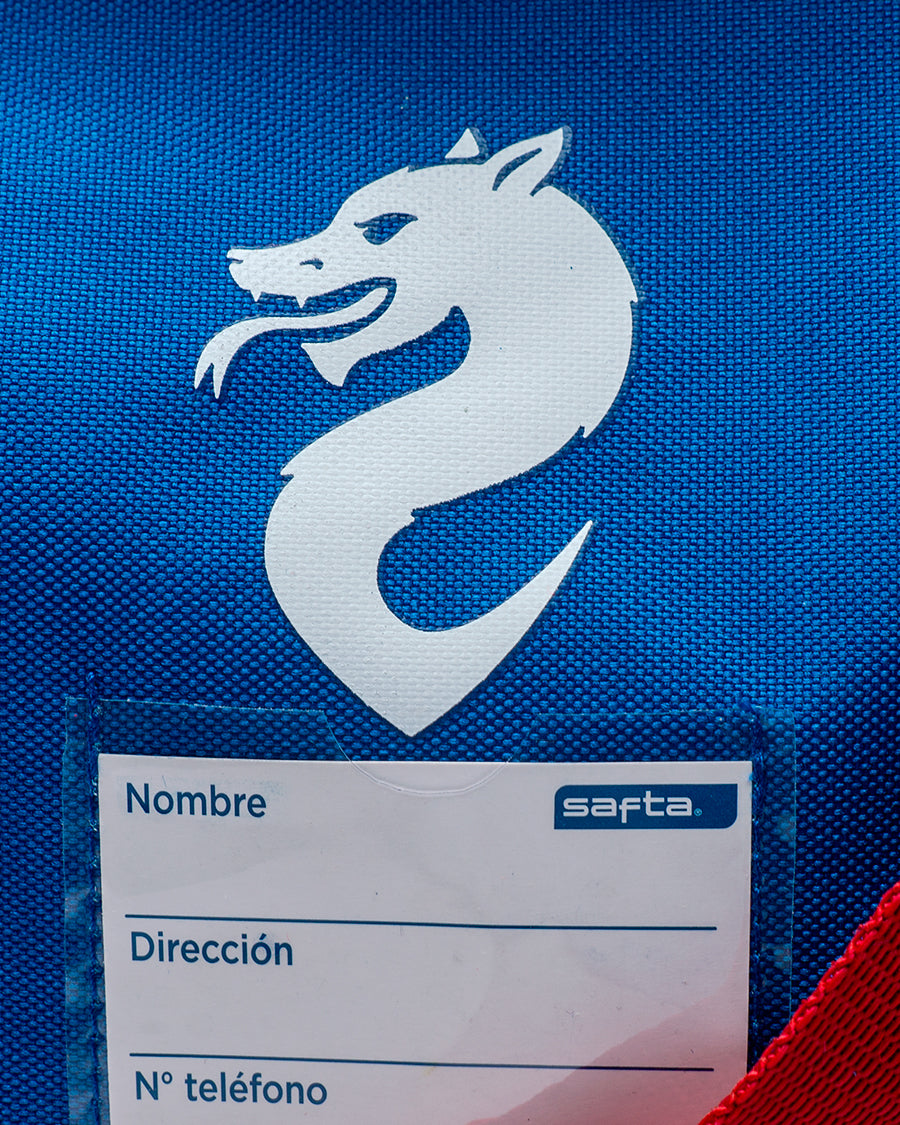 Nombre
safta®
Dirección
Nº teléfono